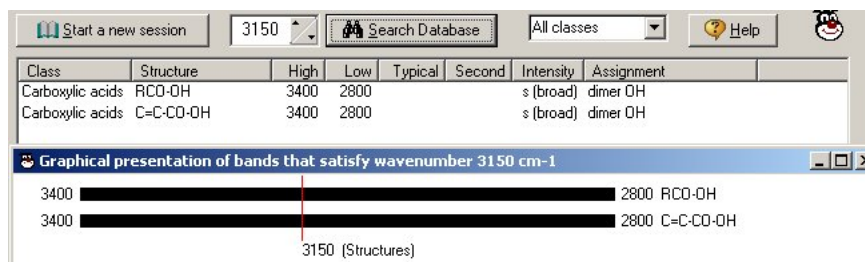 Start a new session 3150 Search Database All classes Help
Class Structure High Low Typical Second Intensity Assignment
Carboxylic acids RCO-OH 3400 2800 s (broad) dimer OH
Carboxylic acids C=C-CO-OH 3400 2800 s (broad) dimer OH
Graphical presentation of bands that satisfy wavenumber 3150 cm-1
3400 2800 RCO-OH
3400 2800 C=C-CO-OH
3150 (Structures)